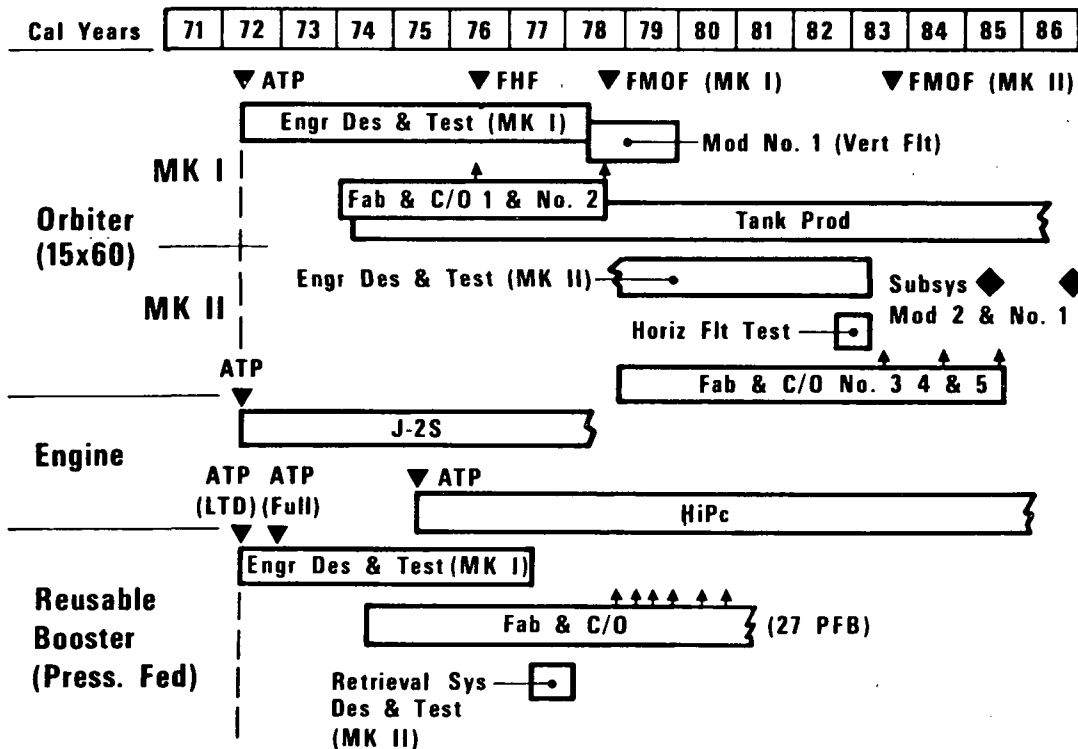 Cal Years 71 72 73 74 75 76 77 78 79 80 81 82 83 84 85 86
ATP FHF FMOF (MK I) FMOF (MK II)
Engr Des & Test (MK I)
Mod No. 1 (Vert Flt)
MK I
Fab & C/O 1 & No. 2
Tank Prod
Orbiter
(15x60)
Engr Des & Test (MK II)
Subsys
Mod 2 & No. 1
MK II
Horiz Flt Test
ATP
Fab & C/O No. 3 4 & 5
J-2S
Engine
ATP
(LTD)
ATP
(Full)
ATP
HiPc
Engr Des & Test (MK I)
Reusable
Booster
(Press. Fed)
Fab & C/O
(27 PFB)
Retrieval Sys
Des & Test
(MK II)